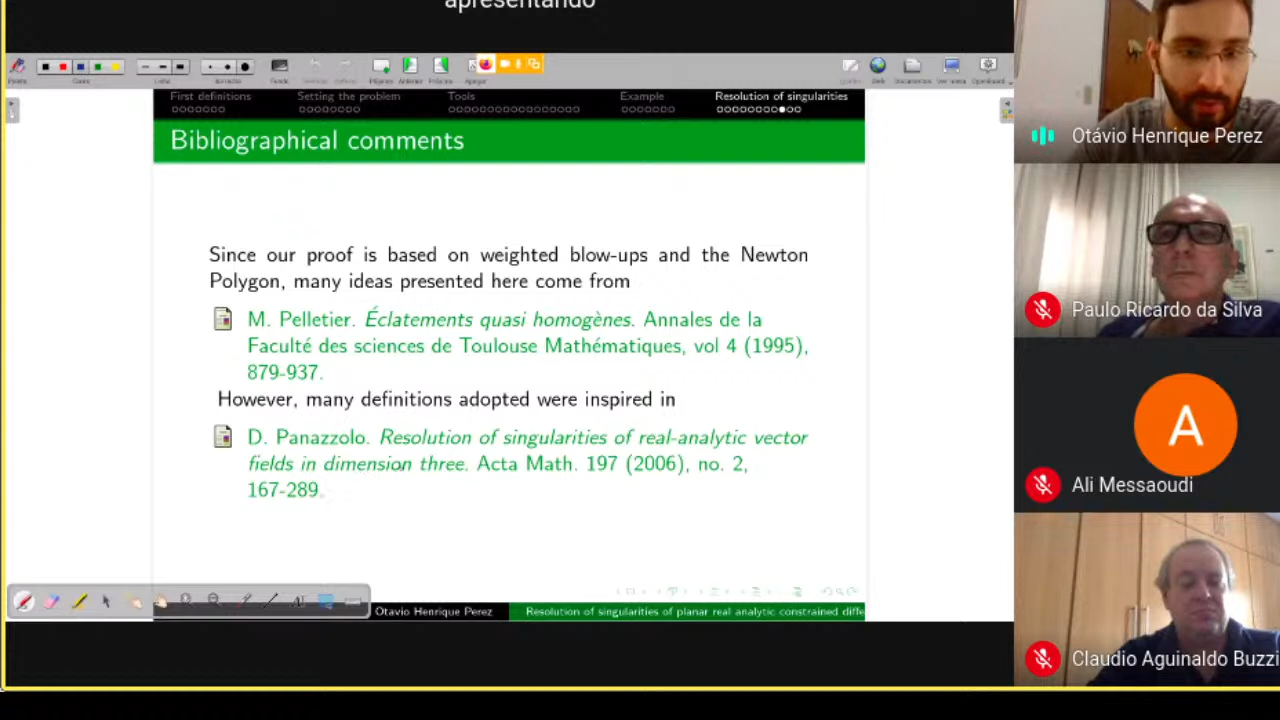 apresentando
First definitions
Setting the problem
Tools
Example
Resolution of singularities
Bibliographical comments
Since our proof is based on weighted blow-ups and the Newton
Polygon, many ideas presented here come from
M. Pelletier. Éclatements quasi homogènes. Annales de la
Faculté des sciences de Toulouse Mathématiques, vol 4 (1995),
879-937.
However, many definitions adopted were inspired in
D. Panazzolo. Resolution of singularities of real-analytic vector
fields in dimension three. Acta Math. 197 (2006), no. 2,
167-289.
Otavio Henrique Perez
Resolution of singularities of planar real analytic constrained diffe
Otávio Henrique Perez
Paulo Ricardo da Silva
A
Ali Messaoudi
Claudio Aguinaldo Buzzi